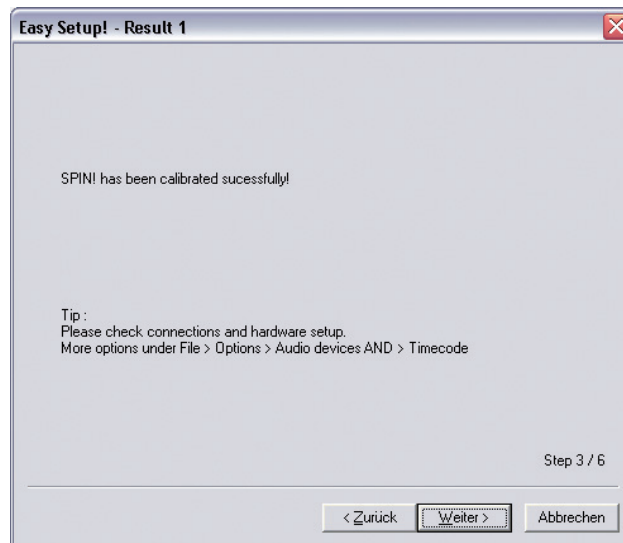 Easy Setup! - Result 1
SPIN! has been calibrated sucessfully!
Tip :
Please check connections and hardware setup.
More options under File > Options > Audio devices AND > Timecode
Step 3 / 6
< Zurück Weiter > Abbrechen